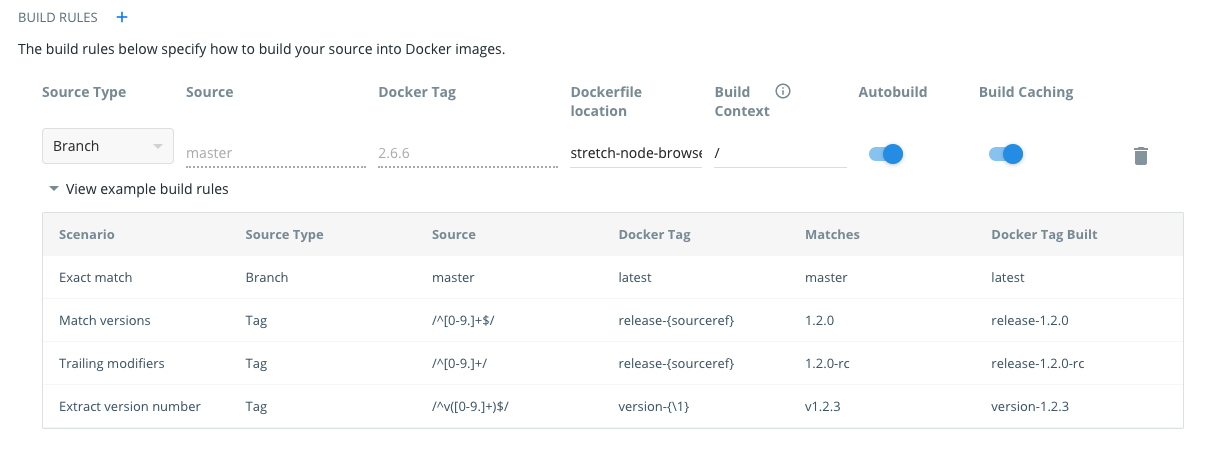 BUILD RULES +
The build rules below specify how to build your source into Docker images.
Source Type Source Docker Tag Dockerfile location Build Context Autobuild Build Caching
Branch master 2.6.6 stretch-node-browse /
View example build rules
Scenario Source Type Source Docker Tag Matches Docker Tag Built
Exact match Branch master latest master latest
Match versions Tag /^[0-9.]+$/ release-{sourceref} 1.2.0 release-1.2.0
Trailing modifiers Tag /^[0-9.]+/ release-{sourceref} 1.2.0-rc release-1.2.0-rc
Extract version number Tag /^v([0-9.]+)$/ version-{\1} v1.2.3 version-1.2.3